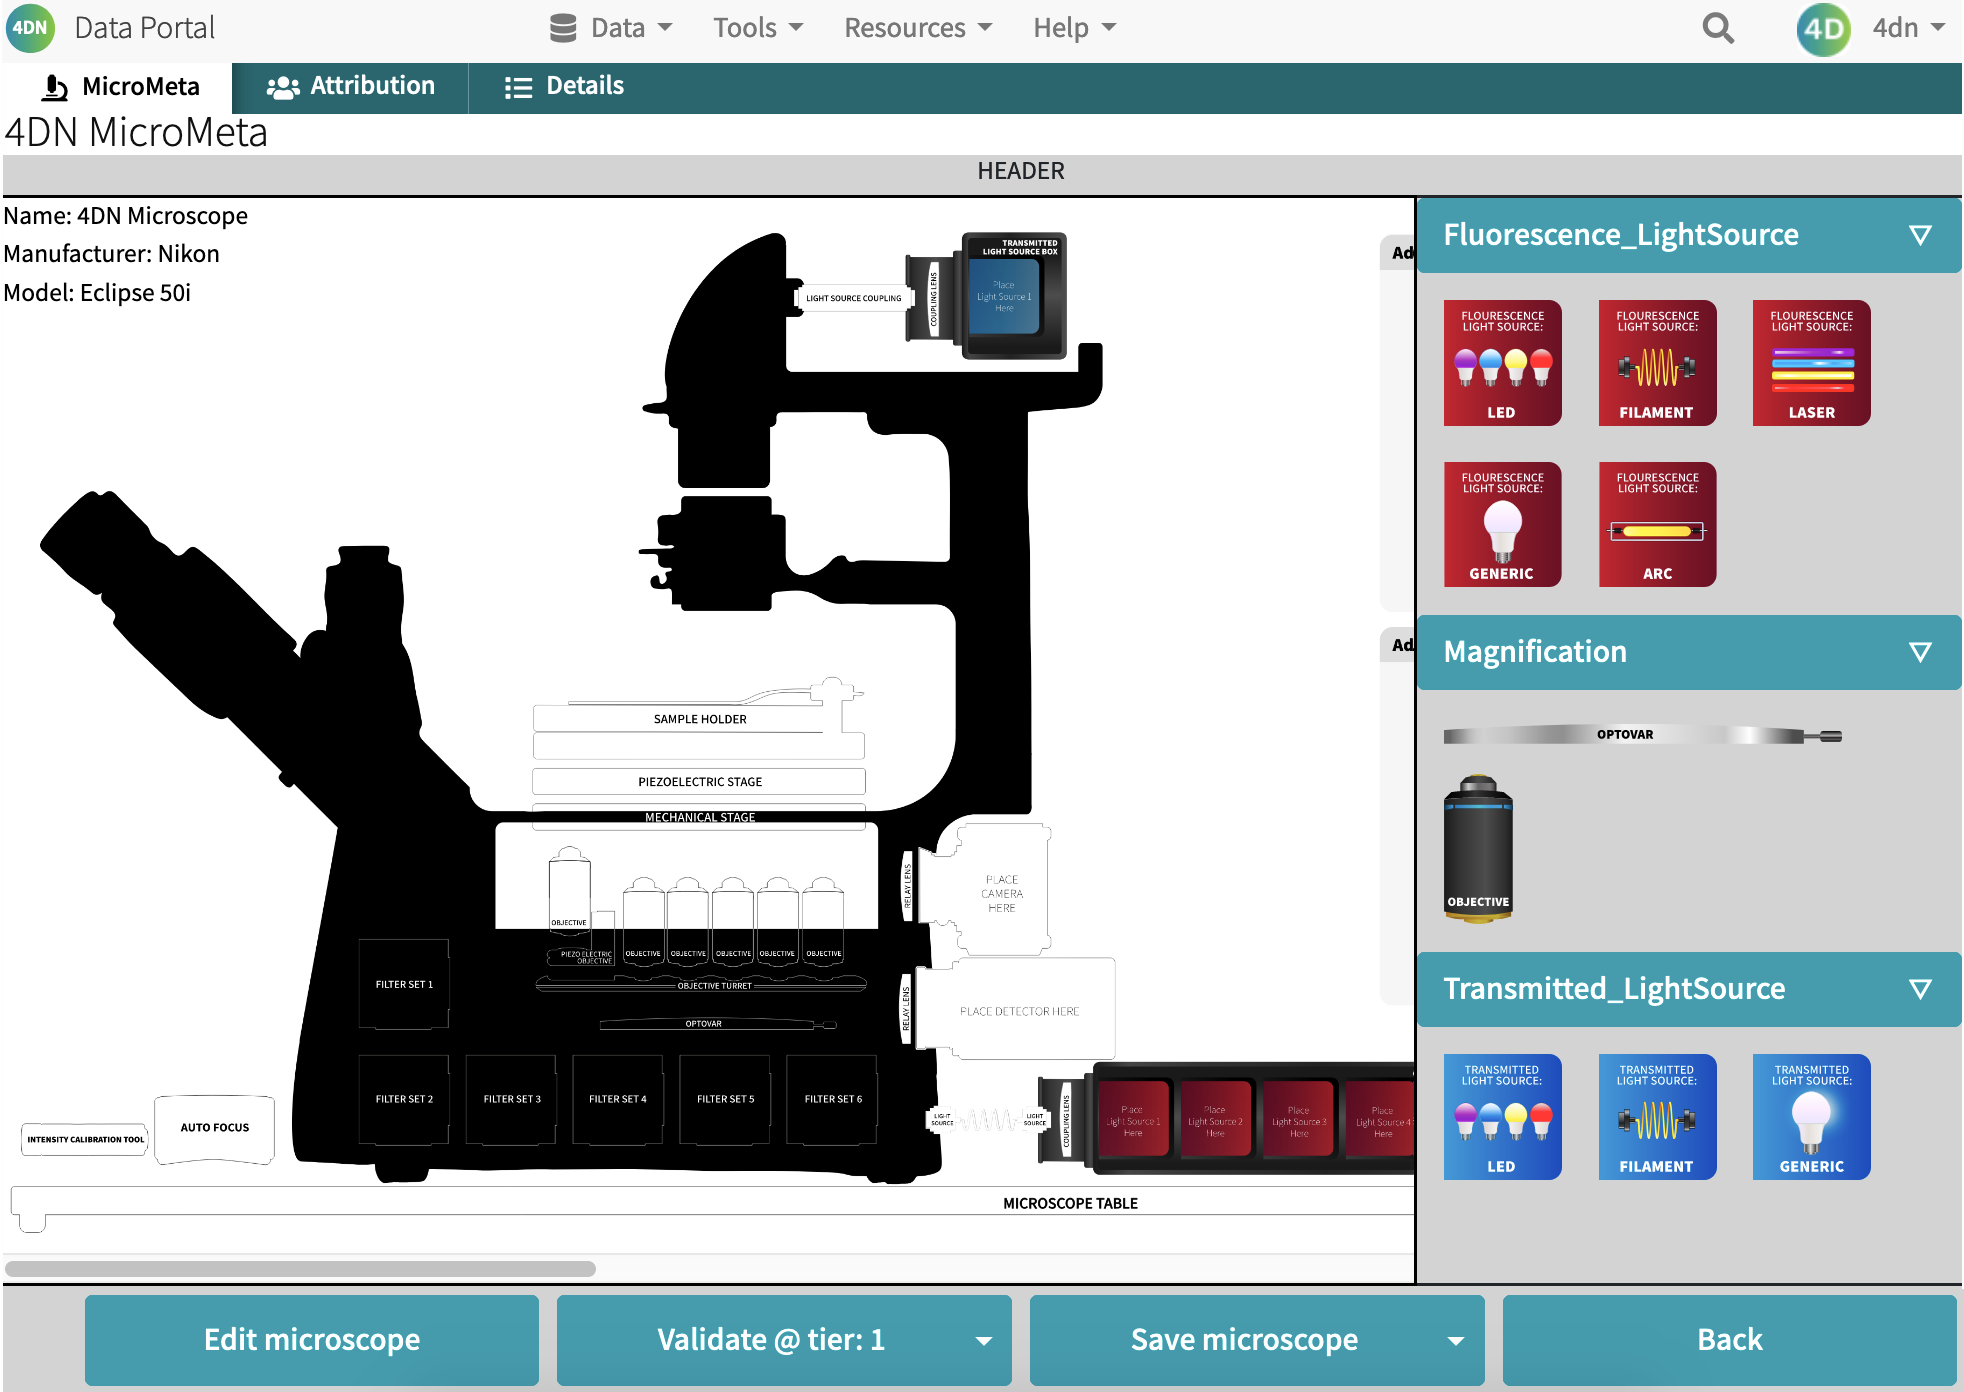 4DN Data Portal
Data
Tools
Resources
Help
4D 4dn
MicroMeta
Attribution
Details
4DN MicroMeta
HEADER
Name: 4DN Microscope
Manufacturer: Nikon
Model: Eclipse 50i
TRANSMITTED
LIGHT SOURCE BOX
Place
Light Source 1
Here
COUPLING LENS
LIGHT SOURCE COUPLING
Ad
Ad
SAMPLE HOLDER
PIEZOELECTRIC STAGE
MECHANICAL STAGE
OBJECTIVE
PIEZO ELECTRIC
OBJECTIVE
OBJECTIVE
OBJECTIVE
OBJECTIVE
OBJECTIVE
OBJECTIVE
OBJECTIVE TURRET
OPTOVAR
RELAY LENS
PLACE
CAMERA
HERE
RELAY LENS
PLACE DETECTOR HERE
FILTER SET 1
FILTER SET 2
FILTER SET 3
FILTER SET 4
FILTER SET 5
FILTER SET 6
LIGHT
SOURCE
LIGHT
SOURCE
COUPLING LENS
Place
Light Source 1
Here
Place
Light Source 2
Here
Place
Light Source 3
Here
Place
Light Source 4
Here
INTENSITY CALIBRATION TOOL
AUTO FOCUS
MICROSCOPE TABLE
Fluorescence_LightSource
FLOURESCENCE
LIGHT SOURCE:
LED
FLOURESCENCE
LIGHT SOURCE:
FILAMENT
FLOURESCENCE
LIGHT SOURCE:
LASER
FLOURESCENCE
LIGHT SOURCE:
GENERIC
FLOURESCENCE
LIGHT SOURCE:
ARC
Magnification
OPTOVAR
OBJECTIVE
Transmitted_LightSource
TRANSMITTED
LIGHT SOURCE:
LED
TRANSMITTED
LIGHT SOURCE:
FILAMENT
TRANSMITTED
LIGHT SOURCE:
GENERIC
Edit microscope
Validate @ tier: 1
Save microscope
Back